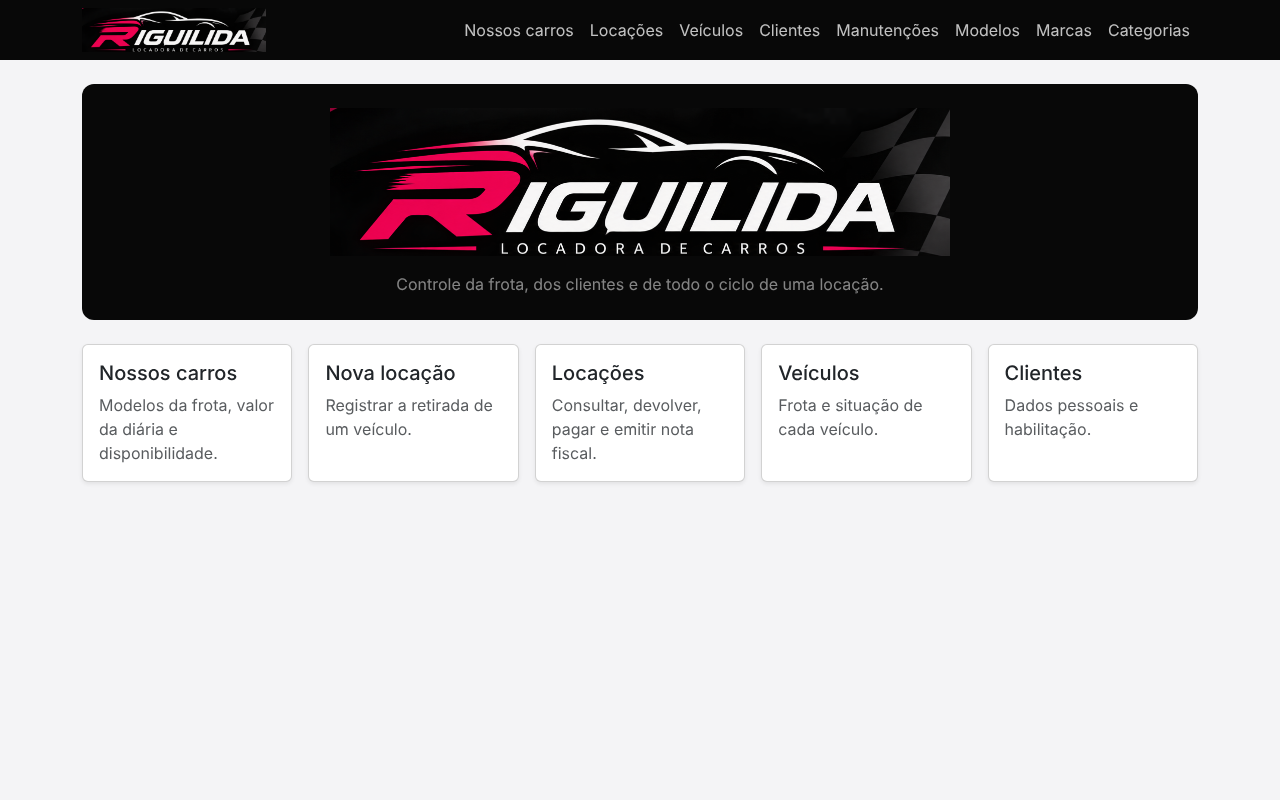 RIGUILIDA
LOCADORA DE CARROS
Nossos carros Locações Veículos Clientes Manutenções Modelos Marcas Categorias
RIGUILIDA
LOCADORA DE CARROS
Controle da frota, dos clientes e de todo o ciclo de uma locação.
Nossos carros
Modelos da frota, valor
da diária e
disponibilidade.
Nova locação
Registrar a retirada de
um veículo.
Locações
Consultar, devolver,
pagar e emitir nota
fiscal.
Veículos
Frota e situação de
cada veículo.
Clientes
Dados pessoais e
habilitação.